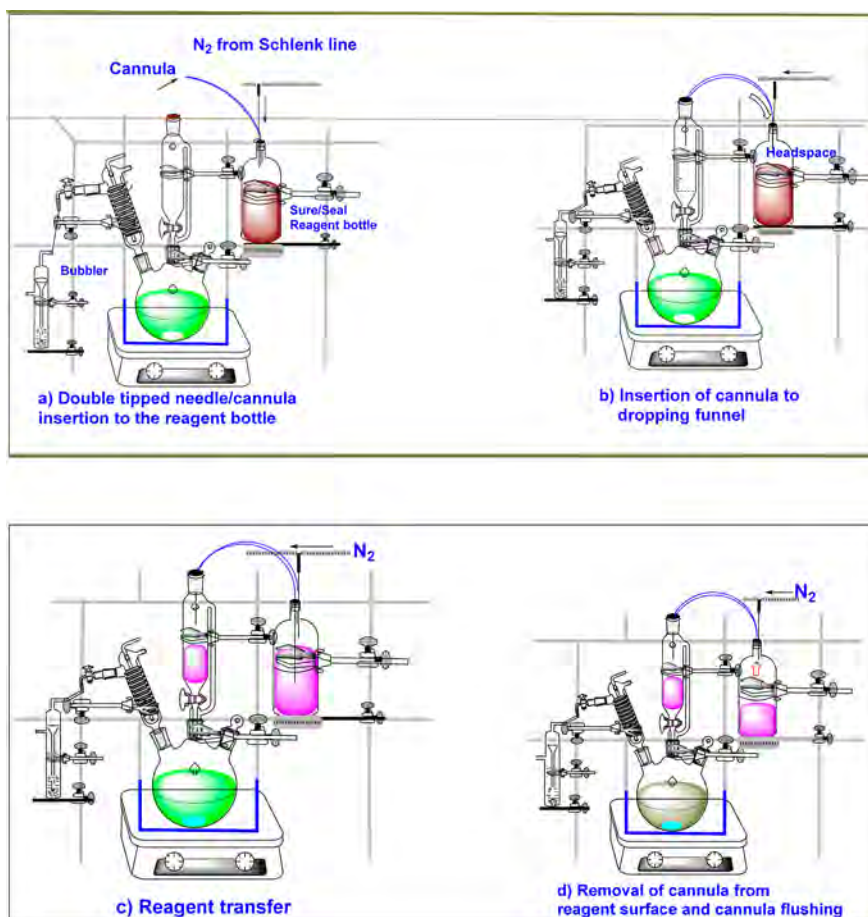 N₂ from Schlenk line
Cannula
Sure/Seal
Reagent bottle
Bubbler
a) Double tipped needle/cannula
insertion to the reagent bottle
Headspace
b) Insertion of cannula to
dropping funnel
N₂
c) Reagent transfer
N₂
d) Removal of cannula from
reagent surface and cannula flushing